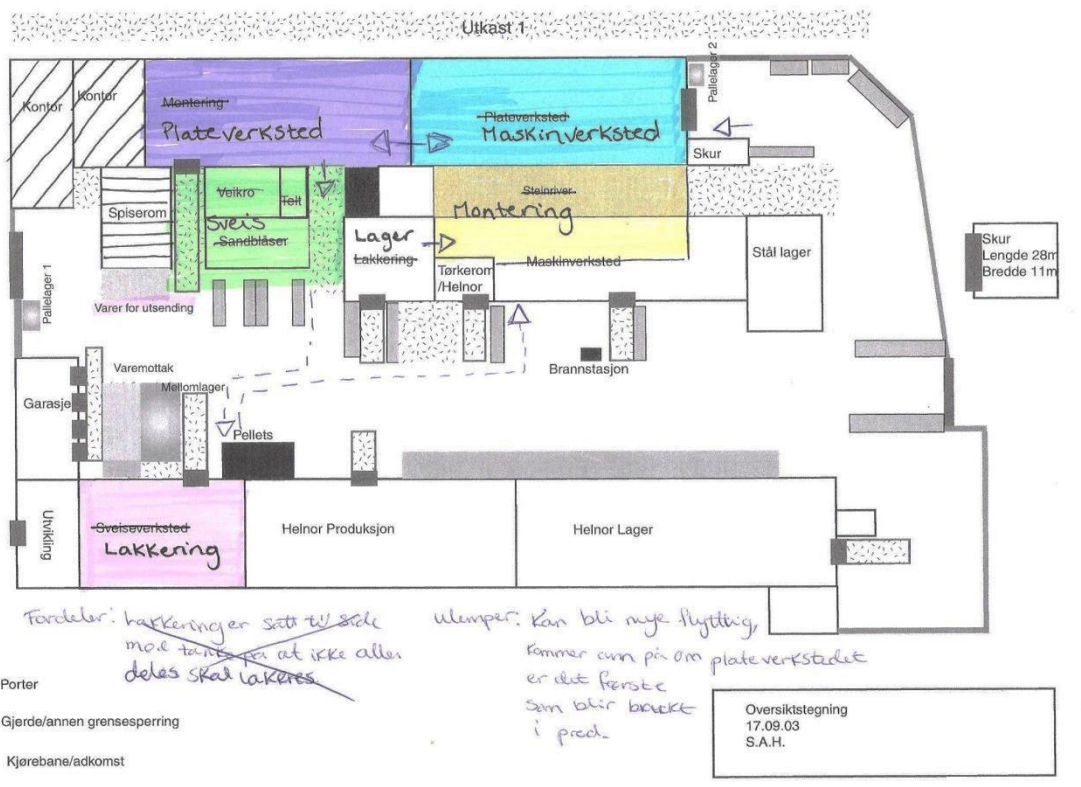 Utkast 1
Kontor
Kontor
Montering
Plateverksted
Plateverksted
Maskinverksted
Pallelager 2
Skur
Spiserom
Veikro
Telt
Sveis
Sandblåser
Lager
Lakkering
Steinriver
Montering
Maskinverksted
Tørkerom
/Helnor
Stål lager
Skur
Lengde 28m
Bredde 11m
Pallelager 1
Varer for utsending
Brannstasjon
Varemottak
Mellomlager
Garasje
Pellets
Utvikling
Sveiseverksted
Lakkering
Helnor Produksjon
Helnor Lager
Fordeler: Lakkering er satt til side
med tanke på at ikke alle
deler skal lakkeres.
Ulemper: Kan bli mye flytting,
kommer ann på om plateverkstedet
er det første
som blir brukt
i prod.
Porter
Gjerde/annen grensesperring
Kjørebane/adkomst
Oversiktstegning
17.09.03
S.A.H.